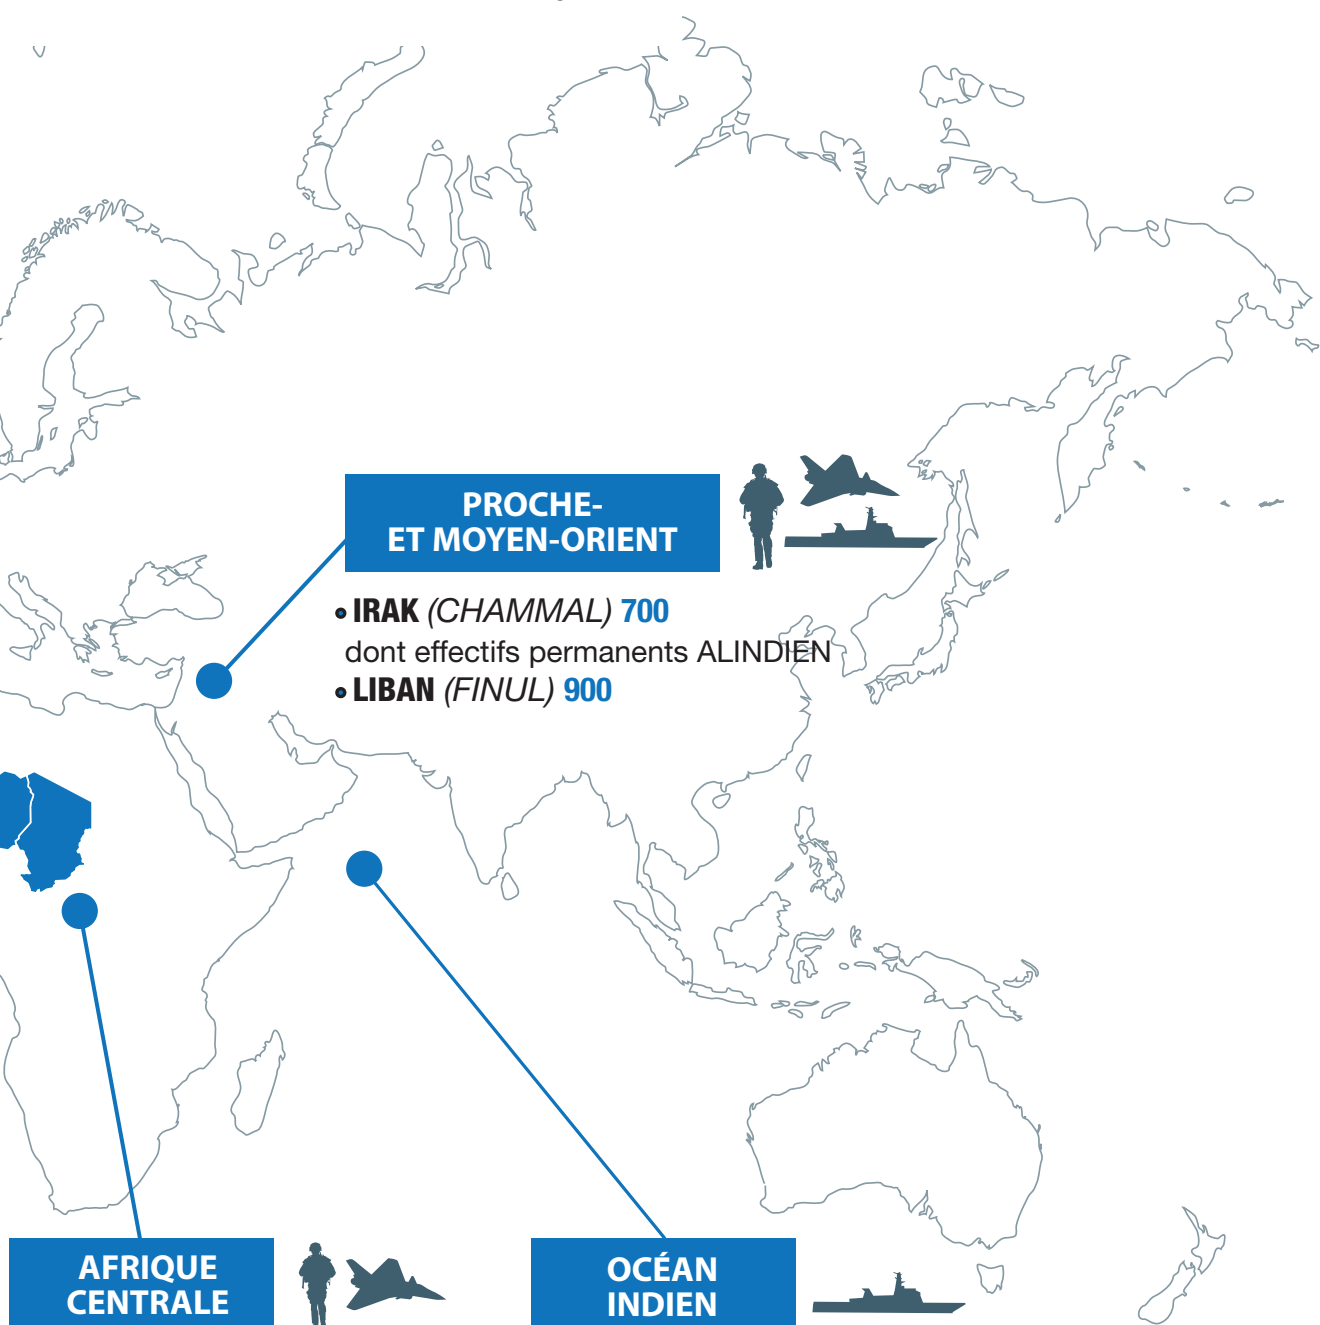 PROCHE-
ET MOYEN-ORIENT
• IRAK (CHAMMAL) 700
dont effectifs permanents ALINDIEN
• LIBAN (FINUL) 900
AFRIQUE
CENTRALE
OCÉAN
INDIEN